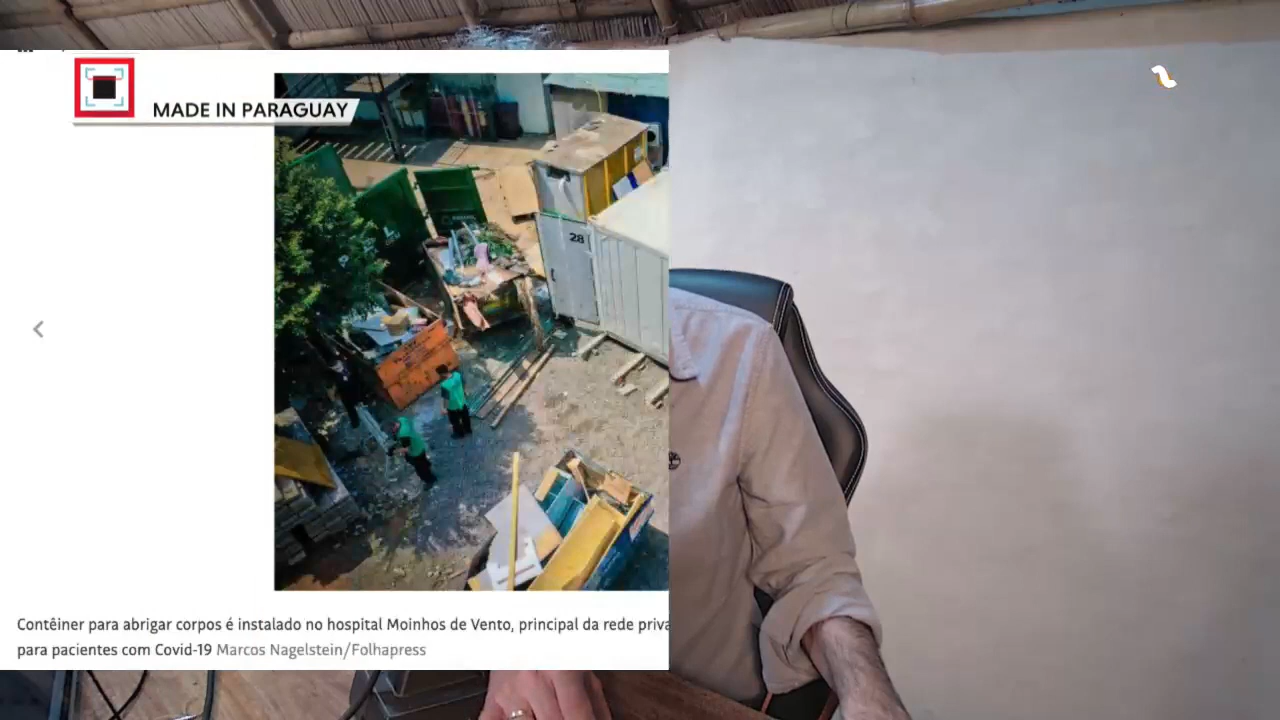 MADE IN PARAGUAY
28
Contêiner para abrigar corpos é instalado no hospital Moinhos de Vento, principal da rede
para pacientes com Covid-19 Marcos Nagelstein/Folhapress